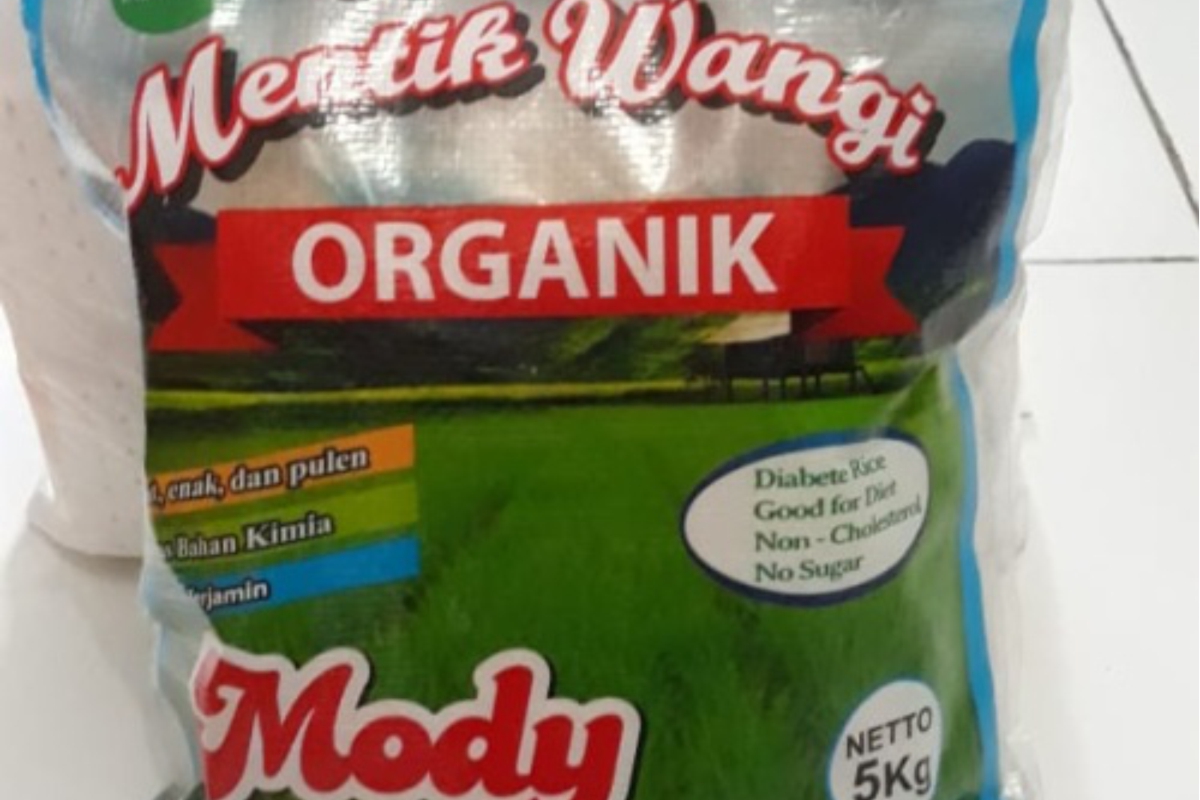 Mentik Wangi
ORGANIK
enak, dan pulen
Bahan Kimia
Diabete Rice
Good for Diet
Non - Cholesterol
No Sugar
Mody
NETTO
5Kg